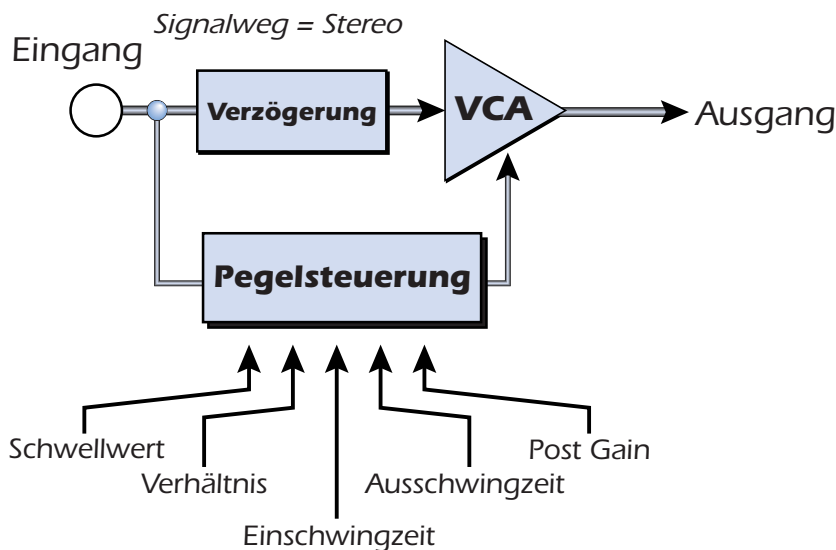 Signalweg = Stereo
Eingang
Verzögerung
VCA
Ausgang
Pegelsteuerung
Schwellwert
Post Gain
Verhältnis
Ausschwingzeit
Einschwingzeit